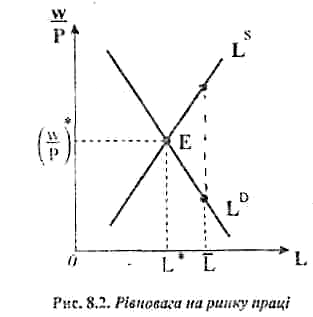 w
P
L^S
(w/p)*
E
L^D
0 L* L̄ L
Рис. 8.2. Рівновага на ринку праці